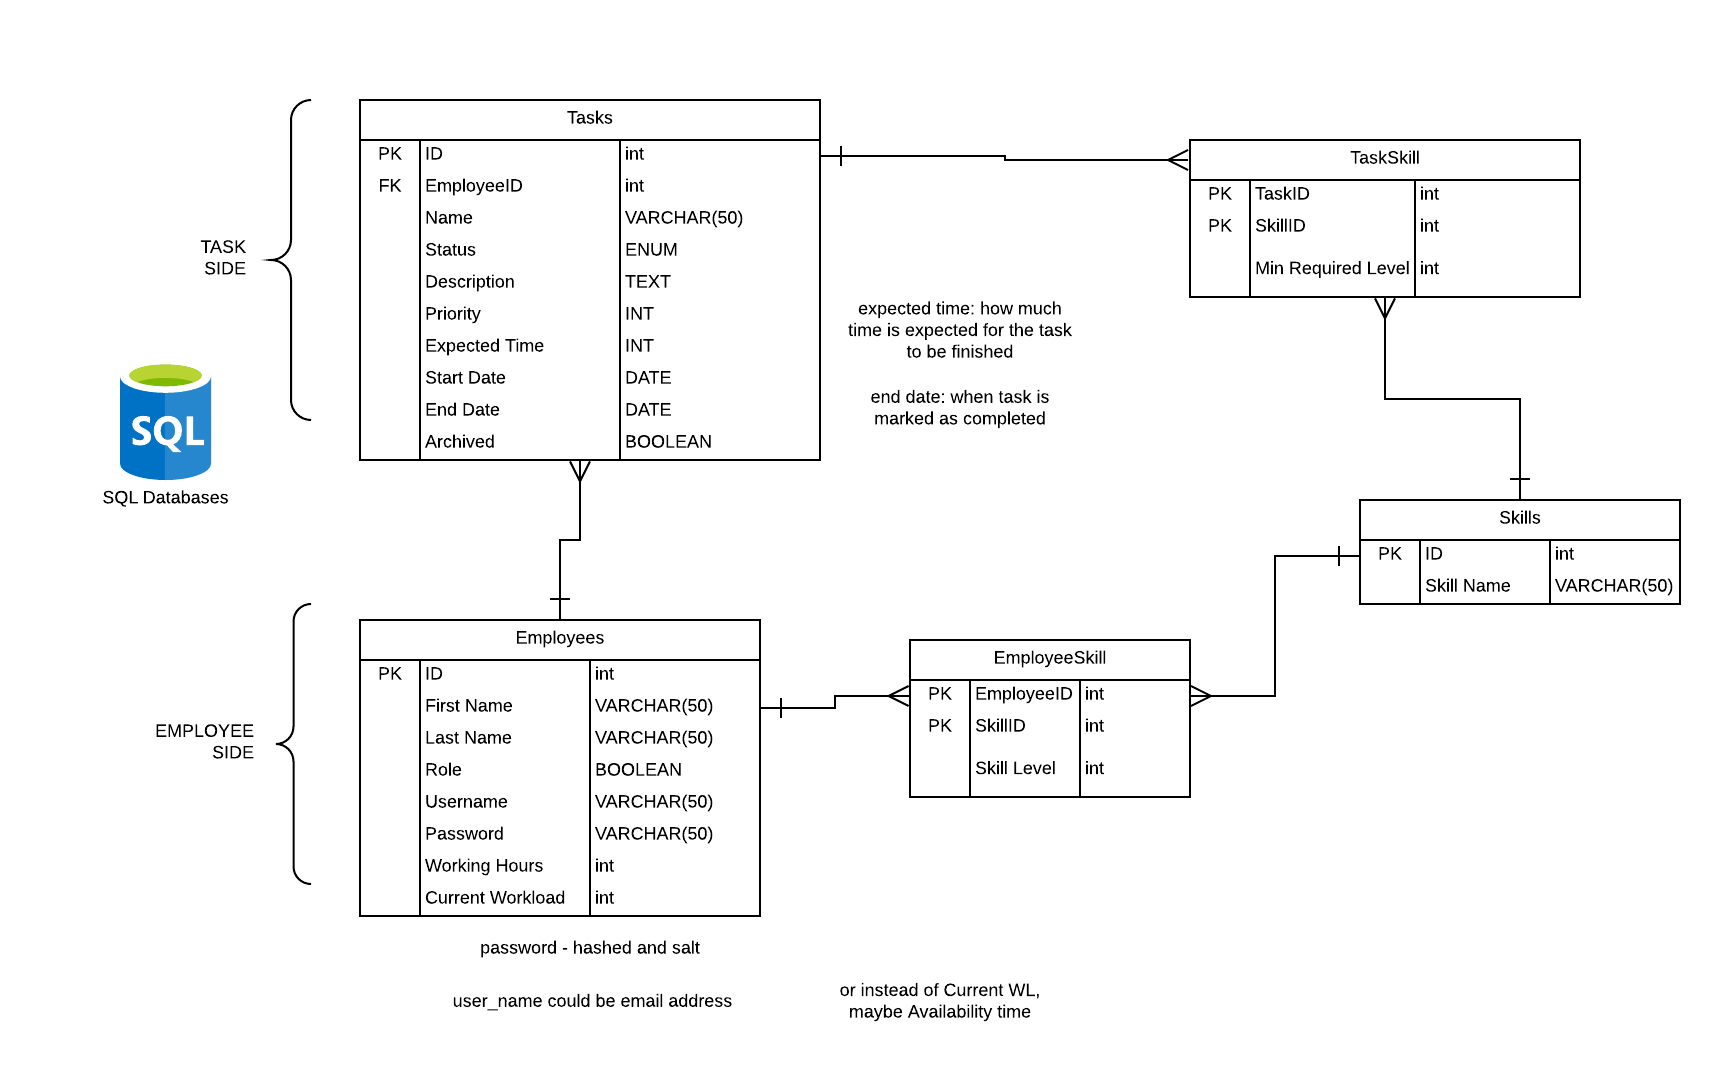 Tasks
PK ID int
FK EmployeeID int
Name VARCHAR(50)
Status ENUM
Description TEXT
Priority INT
Expected Time INT
Start Date DATE
End Date DATE
Archived BOOLEAN
TASK
SIDE
SQL
SQL Databases
expected time: how much
time is expected for the task
to be finished
end date: when task is
marked as completed
TaskSkill
PK TaskID int
PK SkillID int
Min Required Level int
Skills
PK ID int
Skill Name VARCHAR(50)
Employees
PK ID int
First Name VARCHAR(50)
Last Name VARCHAR(50)
Role BOOLEAN
Username VARCHAR(50)
Password VARCHAR(50)
Working Hours int
Current Workload int
EMPLOYEE
SIDE
EmployeeSkill
PK EmployeeID int
PK SkillID int
Skill Level int
password - hashed and salt
user_name could be email address
or instead of Current WL,
maybe Availability time